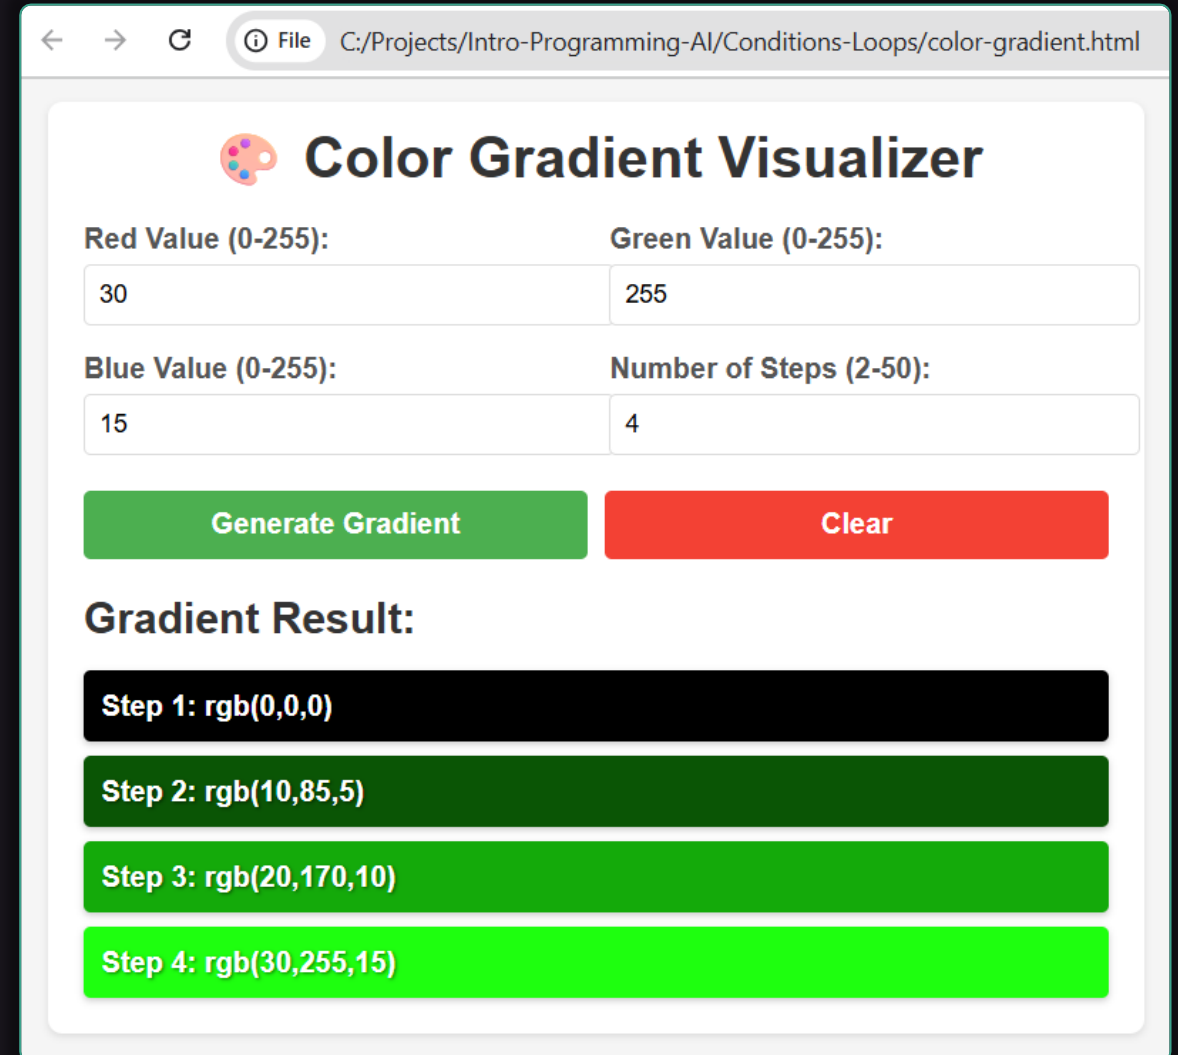 File C:/Projects/Intro-Programming-AI/Conditions-Loops/color-gradient.html
Color Gradient Visualizer
Red Value (0-255): Green Value (0-255):
30 255
Blue Value (0-255): Number of Steps (2-50):
15 4
Generate Gradient Clear
Gradient Result:
Step 1: rgb(0,0,0)
Step 2: rgb(10,85,5)
Step 3: rgb(20,170,10)
Step 4: rgb(30,255,15)